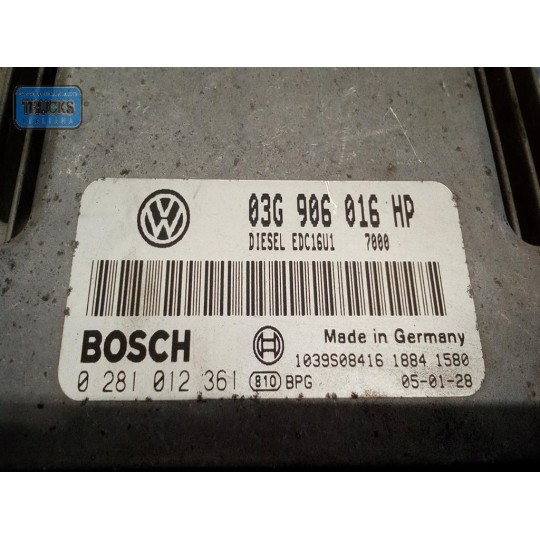 TRUCKS
VW
03G 906 016 HP
DIESEL EDC16U1 7000
BOSCH
Made in Germany
1039S08416 1884 1580
0 281 012 361 810 BPG 05-01-28